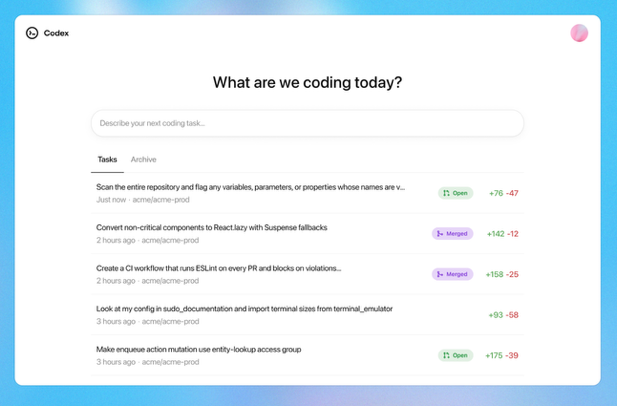 Codex
What are we coding today?
Describe your next coding task...
Tasks Archive
Scan the entire repository and flag any variables, parameters, or properties whose names are v...
Just now · acme/acme-prod
Open
+76 -47
Convert non-critical components to React.lazy with Suspense fallbacks
2 hours ago · acme/acme-prod
Merged
+142 -12
Create a CI workflow that runs ESLint on every PR and blocks on violations...
2 hours ago · acme/acme-prod
Merged
+158 -25
Look at my config in sudo_documentation and import terminal sizes from terminal_emulator
3 hours ago · acme/acme-prod
+93 -58
Make enqueue action mutation use entity-lookup access group
3 hours ago · acme/acme-prod
Open
+175 -39